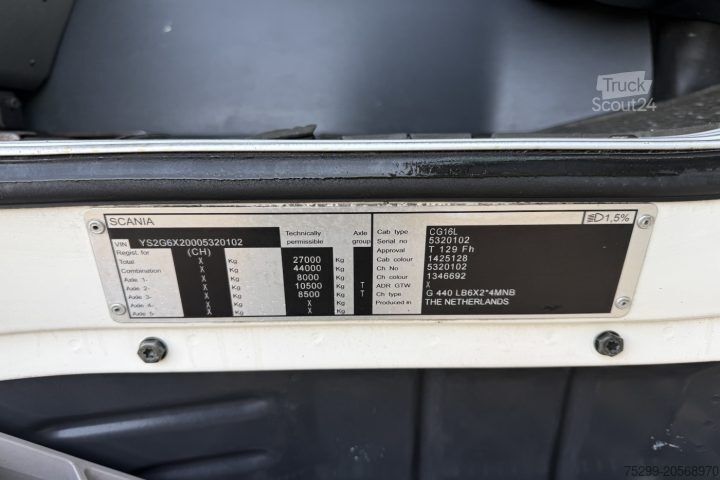 Truck
Scout24
SCANIA
1,5%
VIN YS2G6X20005320102
Regist. for (CH) Technically permissible Axle group
Total X Kg 27000 Kg
Combination X Kg 44000 Kg
Axle 1- X Kg 8000 Kg
Axle 2- X Kg 10500 Kg T
Axle 3- X Kg 8500 Kg T
Axle 4- X Kg X Kg
Axle 5- X Kg X Kg
Cab type CG16L
Serial no 5320102
Approval T 129 Fh
Cab colour 1425128
Ch No 5320102
Ch colour 1346692
ADR GTW X
Ch type G 440 LB6X2*4MNB
Produced in THE NETHERLANDS
75299-20568970